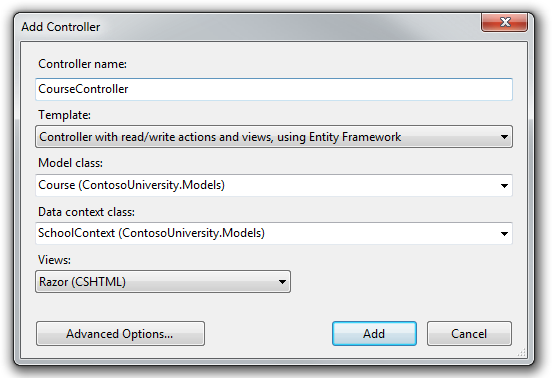 Add Controller
Controller name:
CourseController
Template:
Controller with read/write actions and views, using Entity Framework
Model class:
Course (ContosoUniversity.Models)
Data context class:
SchoolContext (ContosoUniversity.Models)
Views:
Razor (CSHTML)
Advanced Options... Add Cancel